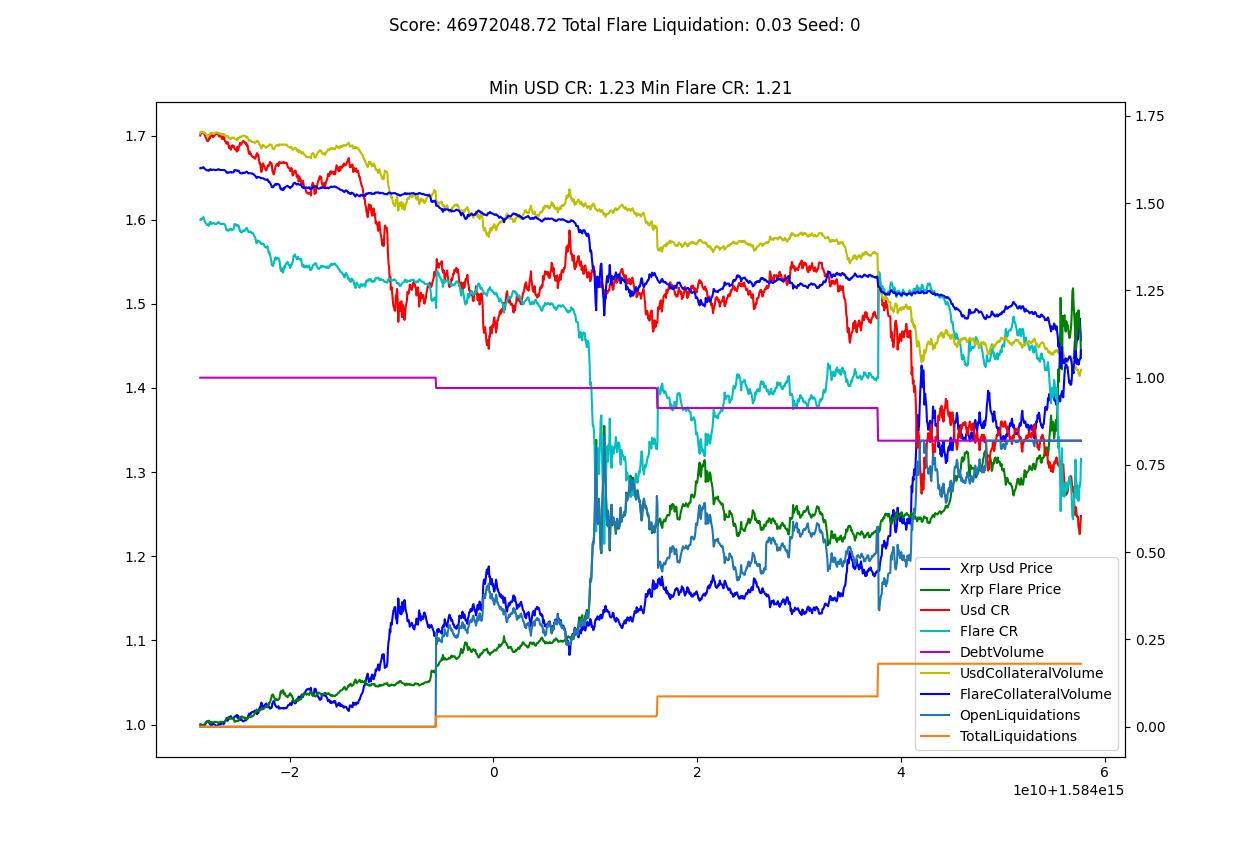 Score: 46972048.72 Total Flare Liquidation: 0.03 Seed: 0
Min USD CR: 1.23 Min Flare CR: 1.21
1.7
1.6
1.5
1.4
1.3
1.2
1.1
1.0
1.75
1.50
1.25
1.00
0.75
0.50
0.25
0.00
Xrp Usd Price
Xrp Flare Price
Usd CR
Flare CR
DebtVolume
UsdCollateralVolume
FlareCollateralVolume
OpenLiquidations
TotalLiquidations
−2 0 2 4 6
1e10+1.584e15